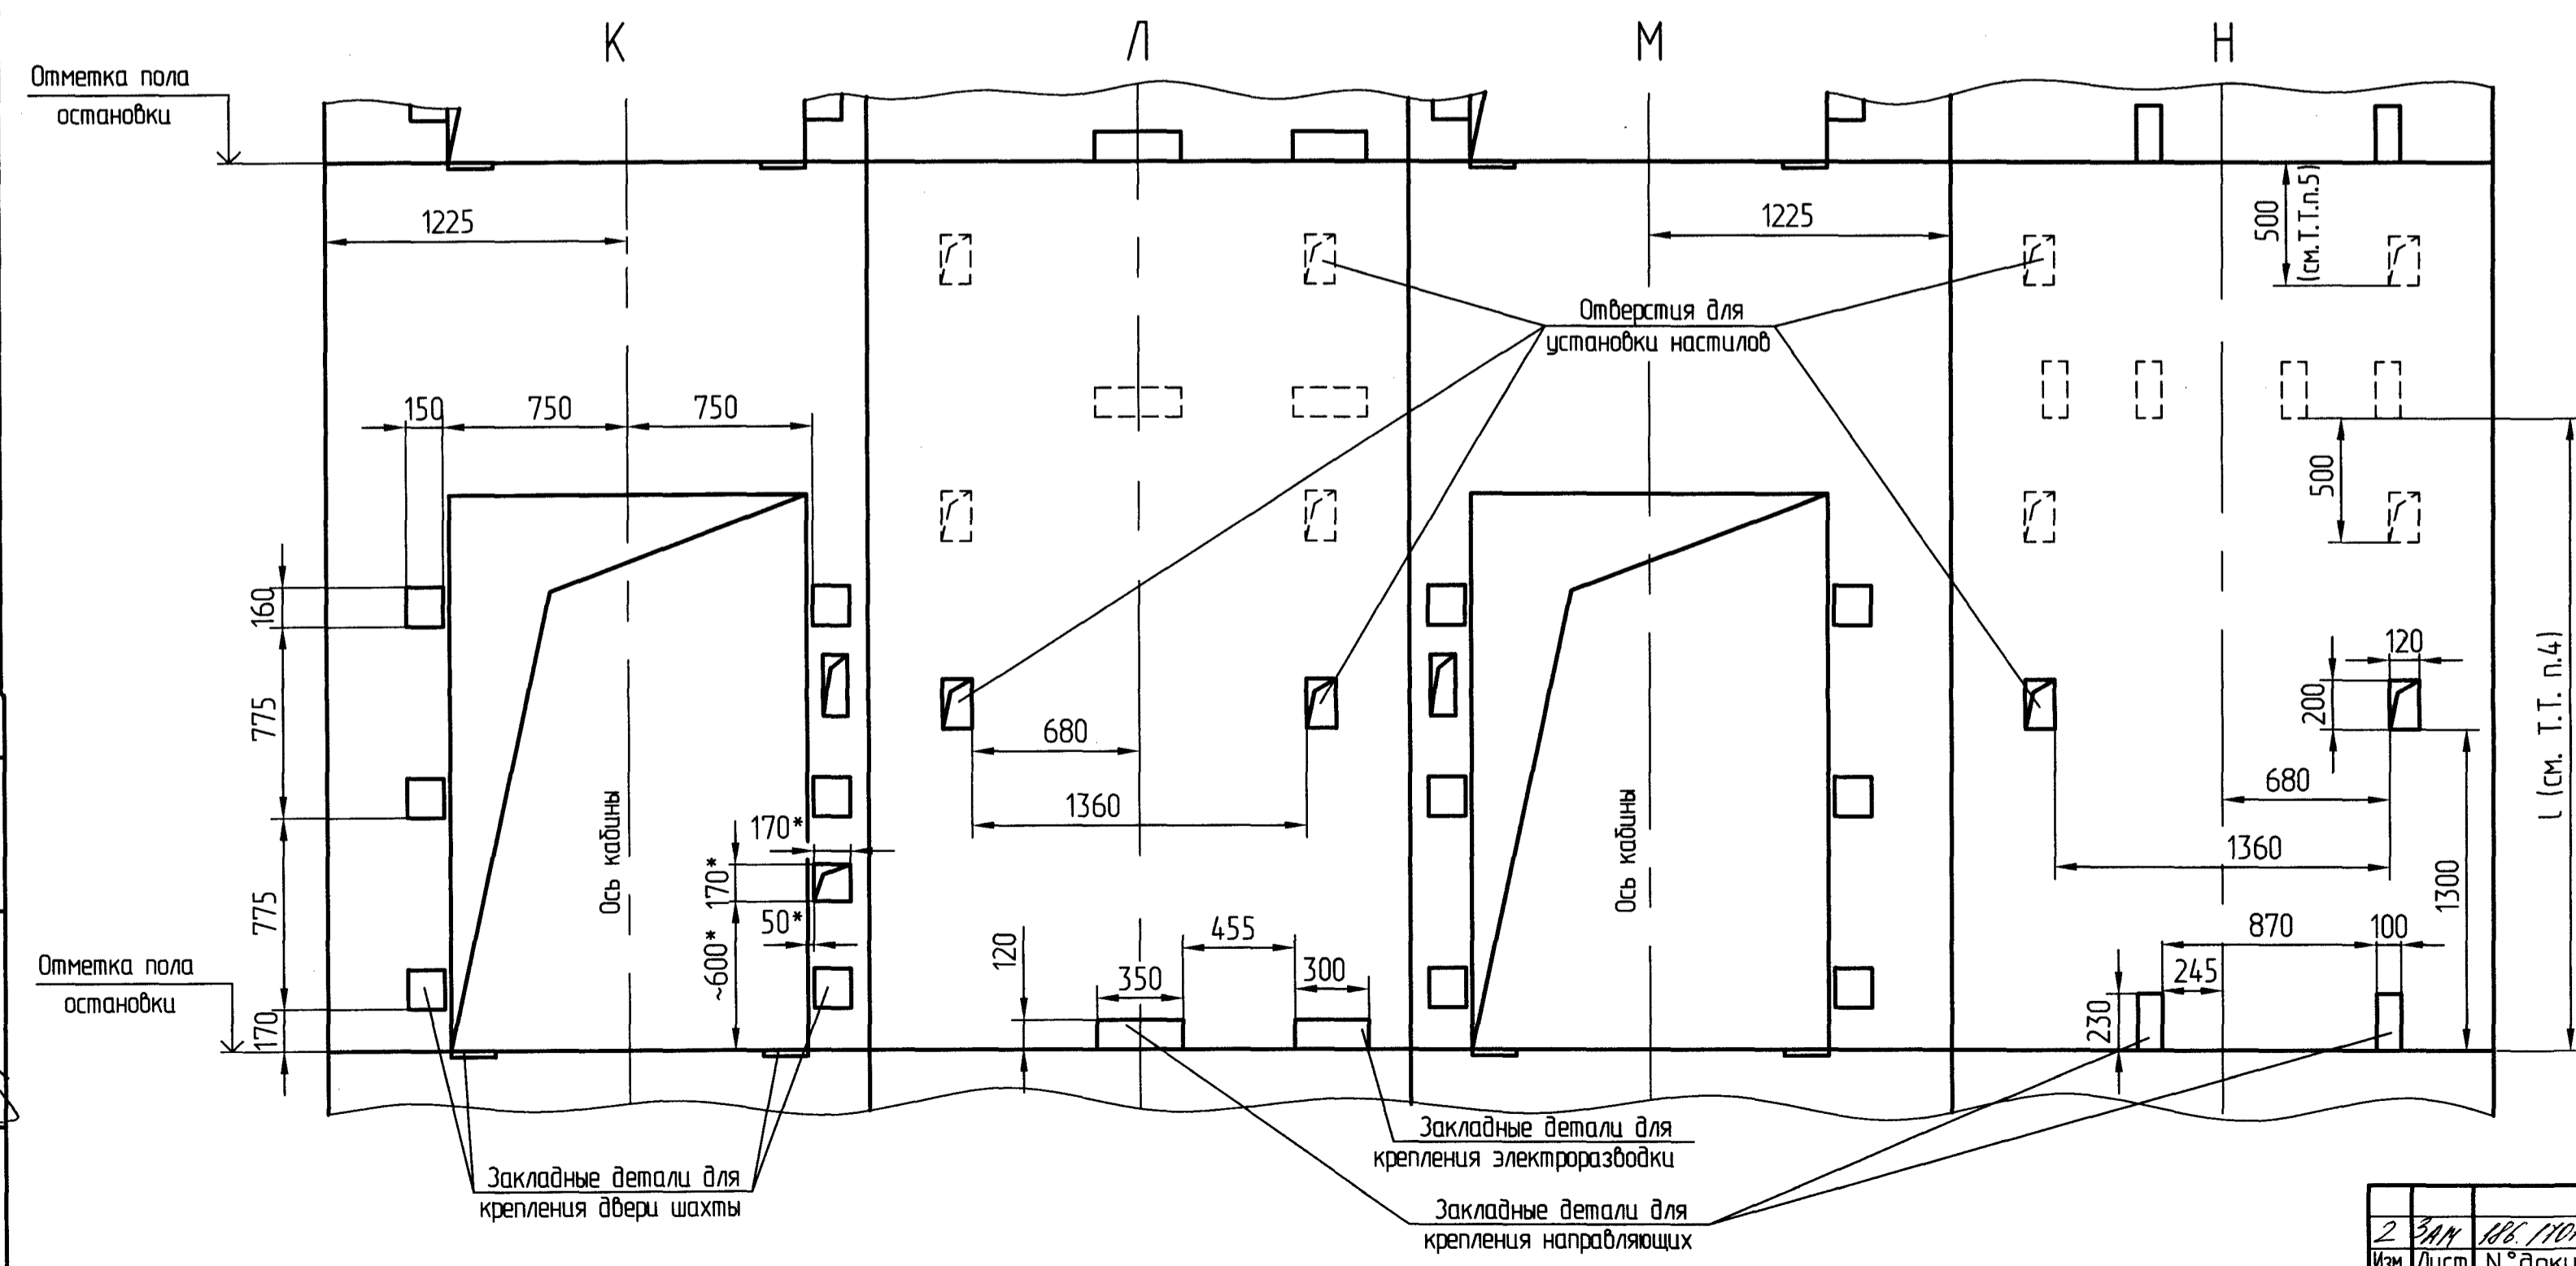 К Л М Н
Отметка пола
остановки
1225
1225
500
(см.Т.Т.п.5)
Отверстия для
установки настилов
150 750 750
500
160
775
775
170
680
1360
120
200
680
1360
1300
l (см. Т.Т. п.4)
Ось кабины
Ось кабины
170*
170*
50*
~600*
Отметка пола
остановки
120
350
455
300
870
100
245
230
Закладные детали для
крепления двери шахты
Закладные детали для
крепления электроразводки
Закладные детали для
крепления направляющих
2 Зам 186.
Изм Лист N° доку